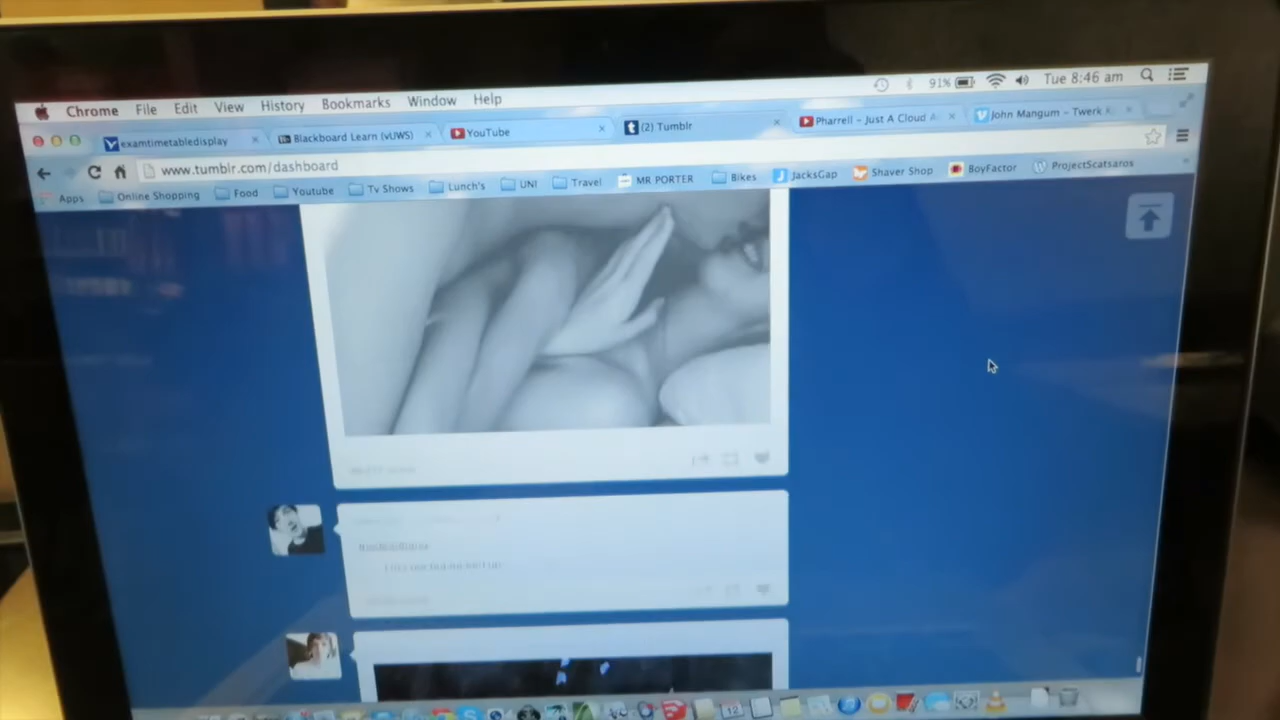 Chrome File Edit View History Bookmarks Window Help 91% Tue 8:46 am
examtimetabledisplay Blackboard Learn (vUWS) YouTube (2) Tumblr Pharrell - Just A Cloud A John Mangum - Twerk
www.tumblr.com/dashboard
Apps Online Shopping Food Youtube Tv Shows Lunch's UNI Travel MR PORTER Bikes JacksGap Shaver Shop BoyFactor ProjectScatsaros